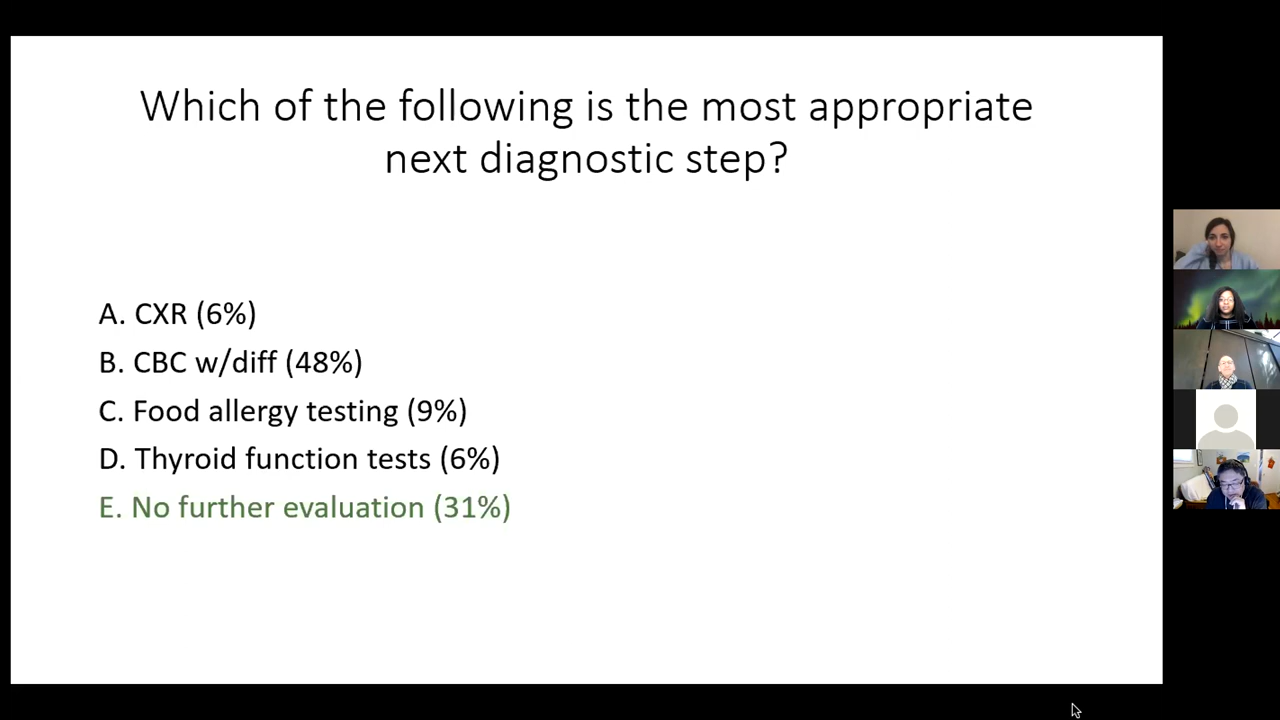 Which of the following is the most appropriate
next diagnostic step?
A. CXR (6%)
B. CBC w/diff (48%)
C. Food allergy testing (9%)
D. Thyroid function tests (6%)
E. No further evaluation (31%)